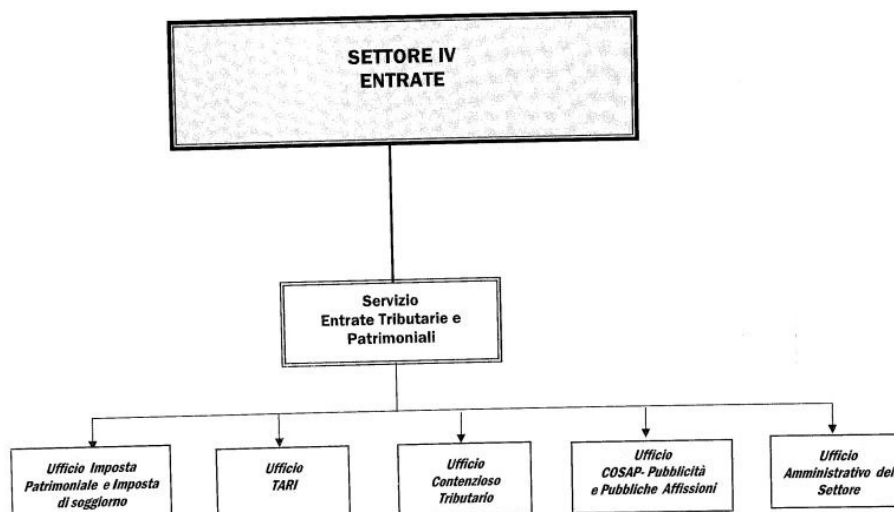 SETTORE IV
ENTRATE
Servizio
Entrate Tributarie e
Patrimoniali
Ufficio Imposta
Patrimoniale e Imposta
di soggiorno
Ufficio
TARI
Ufficio
Contenzioso
Tributario
Ufficio
COSAP- Pubblicità
e Pubbliche Affissioni
Ufficio
Amministrativo del
Settore